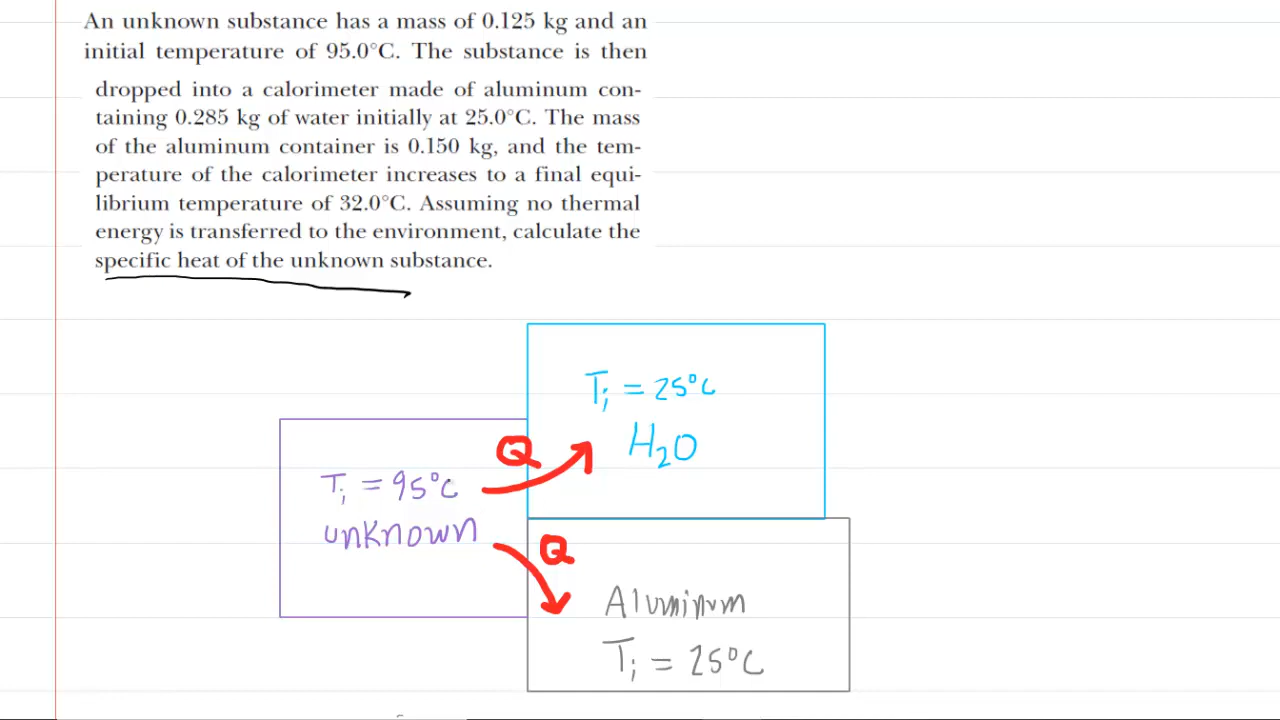 An unknown substance has a mass of 0.125 kg and an
initial temperature of 95.0°C. The substance is then
dropped into a calorimeter made of aluminum con-
taining 0.285 kg of water initially at 25.0°C. The mass
of the aluminum container is 0.150 kg, and the tem-
perature of the calorimeter increases to a final equi-
librium temperature of 32.0°C. Assuming no thermal
energy is transferred to the environment, calculate the
specific heat of the unknown substance.
Ti = 25°C
H₂O
Q
Ti = 95°C
unknown
Q
Aluminum
Ti = 25°C